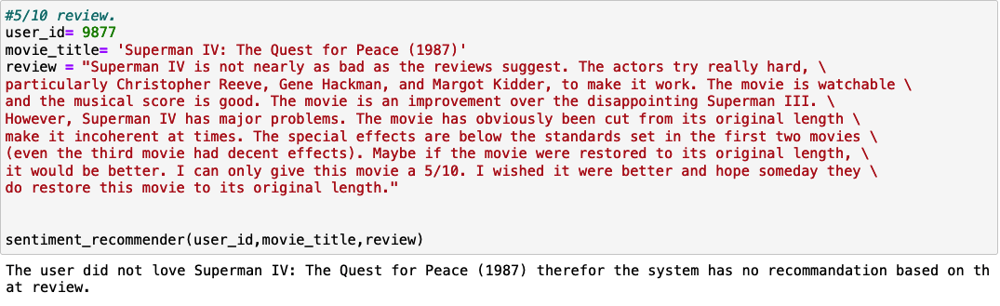 #5/10 review.
user_id= 9877
movie_title= 'Superman IV: The Quest for Peace (1987)'
review = "Superman IV is not nearly as bad as the reviews suggest. The actors try really hard, \
particularly Christopher Reeve, Gene Hackman, and Margot Kidder, to make it work. The movie is watchable \
and the musical score is good. The movie is an improvement over the disappointing Superman III. \
However, Superman IV has major problems. The movie has obviously been cut from its original length \
make it incoherent at times. The special effects are below the standards set in the first two movies \
(even the third movie had decent effects). Maybe if the movie were restored to its original length, \
it would be better. I can only give this movie a 5/10. I wished it were better and hope someday they \
do restore this movie to its original length."
sentiment_recommender(user_id,movie_title,review)
The user did not love Superman IV: The Quest for Peace (1987) therefor the system has no recommandation based on th
at review.